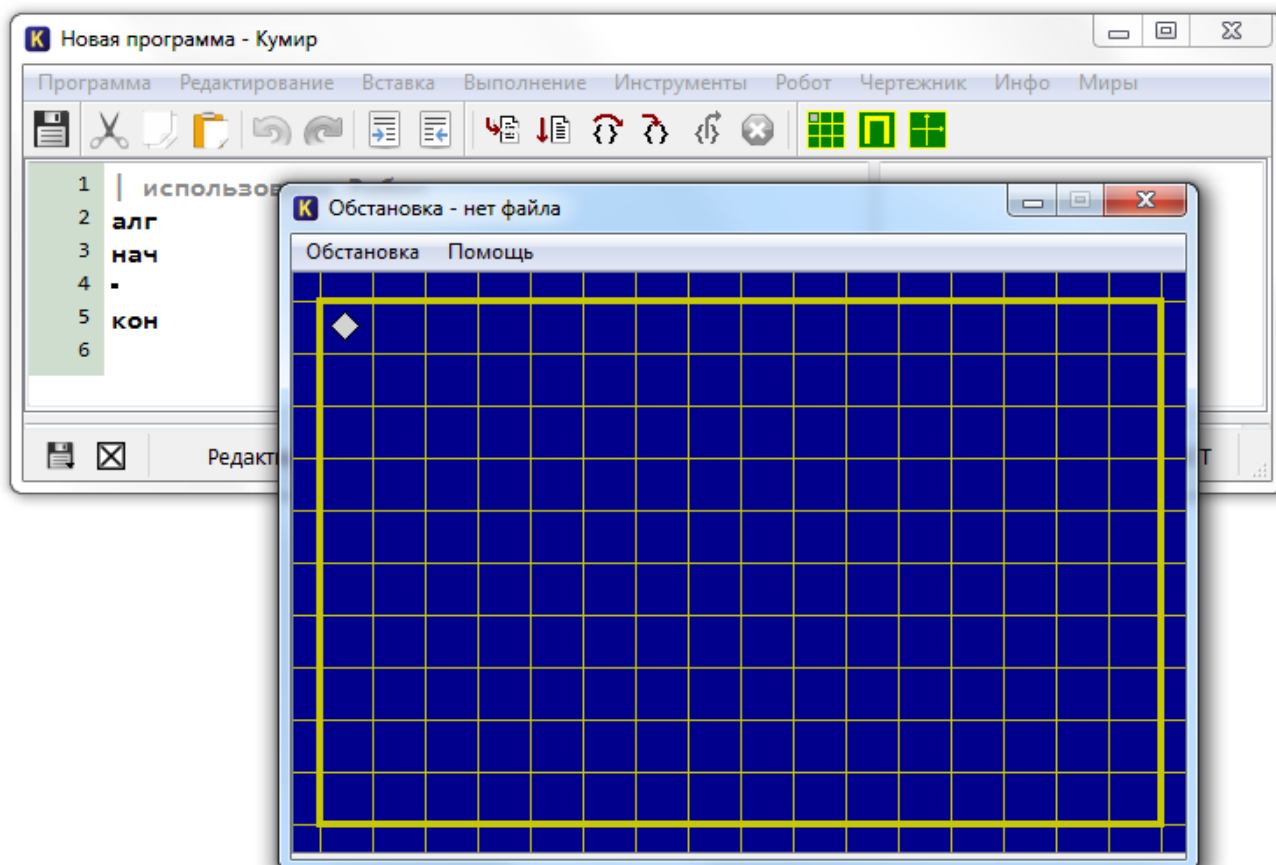 Новая программа - Кумир
Программа Редактирование Вставка Выполнение Инструменты Робот Чертежник Инфо Миры
1 |
2 алг
3 нач
4
5 кон
6
Обстановка - нет файла
Обстановка Помощь